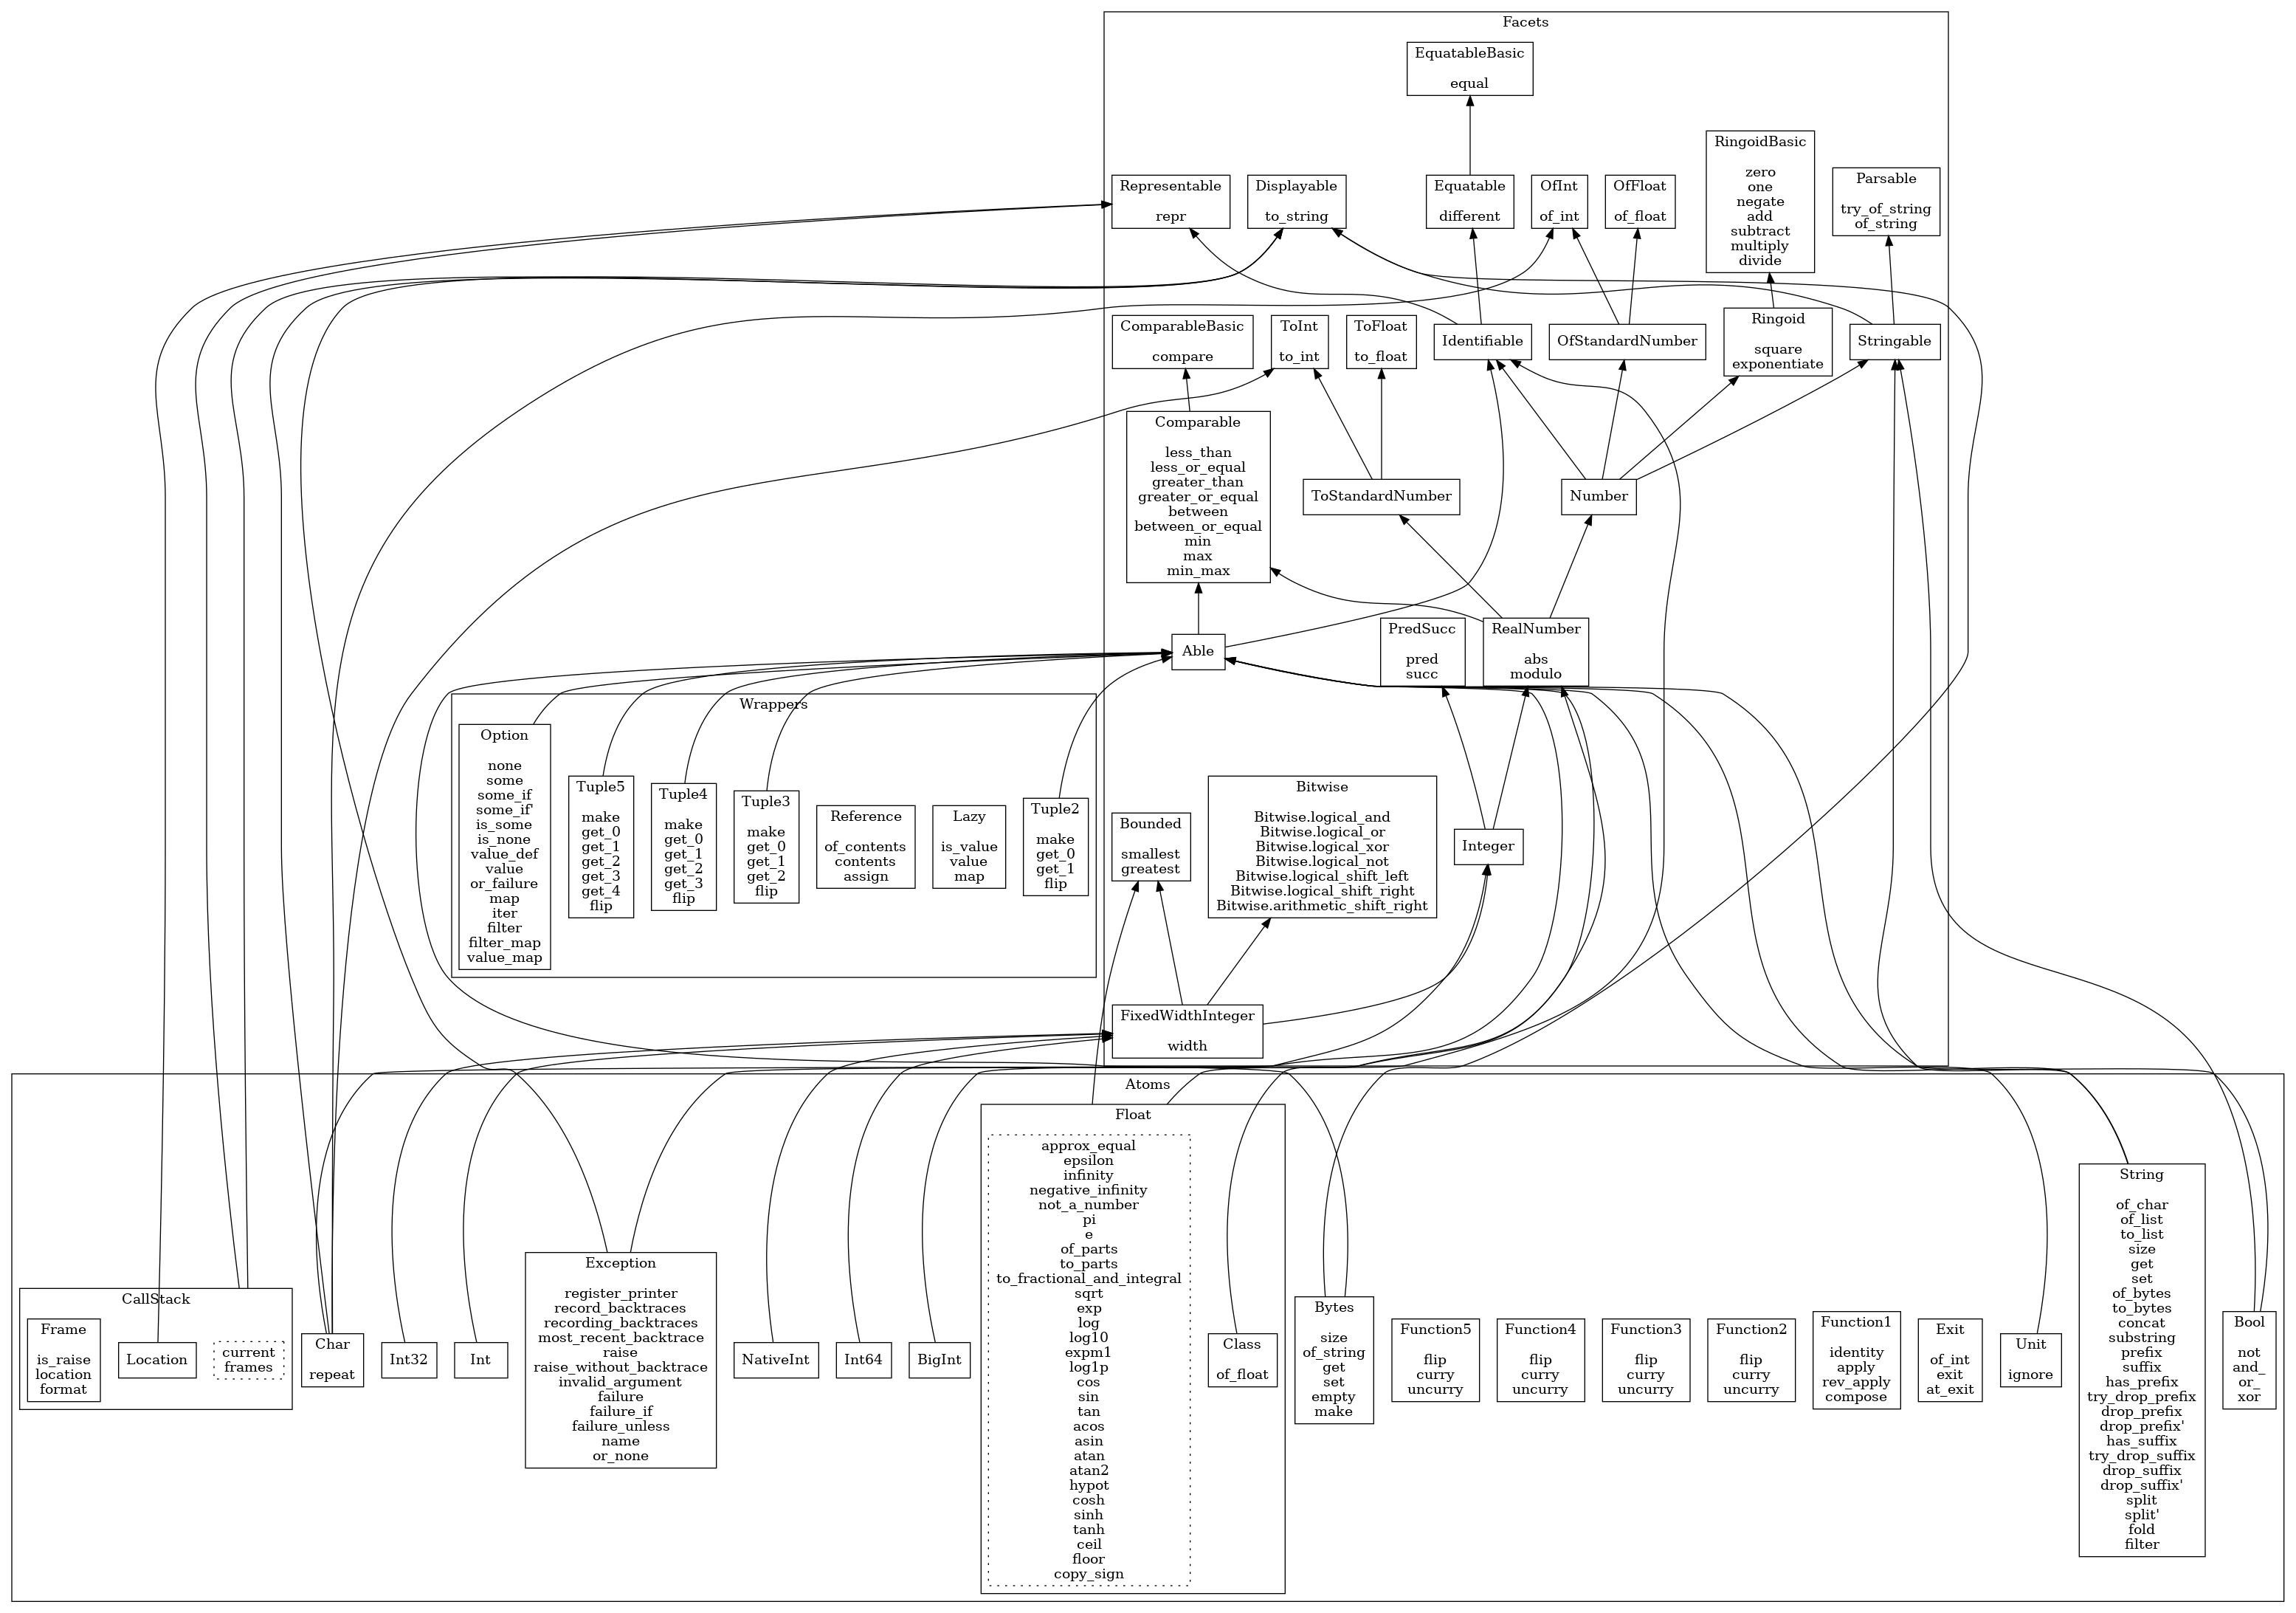 Facets
EquatableBasic
equal
Representable
repr
Displayable
to_string
Equatable
different
OfInt
of_int
OfFloat
of_float
RingoidBasic
zero
one
negate
add
subtract
multiply
divide
Parsable
try_of_string
of_string
ComparableBasic
compare
ToInt
to_int
ToFloat
to_float
Identifiable
OfStandardNumber
Ringoid
square
exponentiate
Stringable
Comparable
less_than
less_or_equal
greater_than
greater_or_equal
between
between_or_equal
min
max
min_max
ToStandardNumber
Number
Able
PredSucc
pred
succ
RealNumber
abs
modulo
Wrappers
Option
none
some
some_if
some_if'
is_some
is_none
value_def
value
or_failure
map
iter
filter
filter_map
value_map
Tuple5
make
get_0
get_1
get_2
get_3
get_4
flip
Tuple4
make
get_0
get_1
get_2
get_3
flip
Tuple3
make
get_0
get_1
get_2
flip
Reference
of_contents
contents
assign
Lazy
is_value
value
map
Tuple2
make
get_0
get_1
flip
Bounded
smallest
greatest
Bitwise
Bitwise.logical_and
Bitwise.logical_or
Bitwise.logical_xor
Bitwise.logical_not
Bitwise.logical_shift_left
Bitwise.logical_shift_right
Bitwise.arithmetic_shift_right
Integer
FixedWidthInteger
width
Atoms
CallStack
Frame
is_raise
location
format
Location
current
frames
Char
repeat
Int32
Int
Exception
register_printer
record_backtraces
recording_backtraces
most_recent_backtrace
raise
raise_without_backtrace
invalid_argument
failure
failure_if
failure_unless
name
or_none
NativeInt
Int64
BigInt
Float
approx_equal
epsilon
infinity
negative_infinity
not_a_number
pi
e
of_parts
to_parts
to_fractional_and_integral
sqrt
exp
log
log10
expm1
log1p
cos
sin
tan
acos
asin
atan
atan2
hypot
cosh
sinh
tanh
ceil
floor
copy_sign
Class
of_float
Bytes
size
of_string
get
set
empty
make
Function5
flip
curry
uncurry
Function4
flip
curry
uncurry
Function3
flip
curry
uncurry
Function2
flip
curry
uncurry
Function1
identity
apply
rev_apply
compose
Exit
of_int
exit
at_exit
Unit
ignore
String
of_char
of_list
to_list
size
get
set
of_bytes
to_bytes
concat
substring
prefix
suffix
has_prefix
try_drop_prefix
drop_prefix
drop_prefix'
has_suffix
try_drop_suffix
drop_suffix
drop_suffix'
split
split'
fold
filter
Bool
not
and_
or_
xor